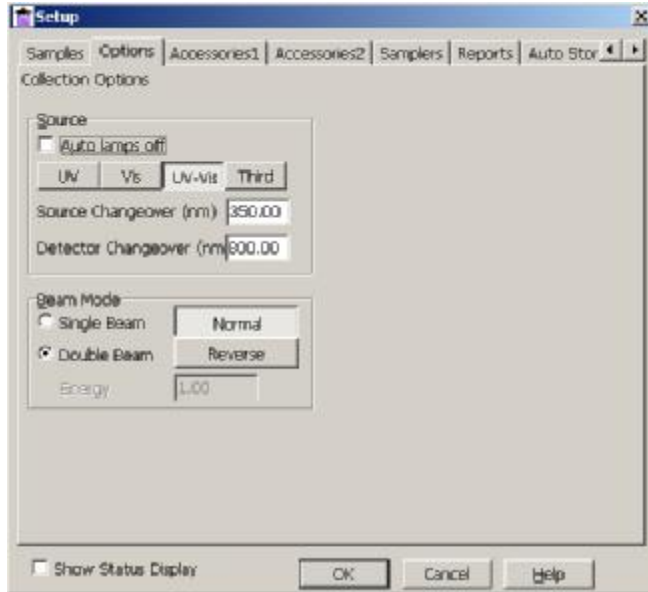 Setup
Samples Options Accessories1 Accessories2 Samplers Reports Auto Stor
Collection Options
Source
Auto lamps off
UV Vis UV-Vis Third
Source Changeover (nm) 350.00
Detector Changeover (nm 800.00
Beam Mode
Single Beam Normal
Double Beam Reverse
Energy 1.00
Show Status Display OK Cancel Help